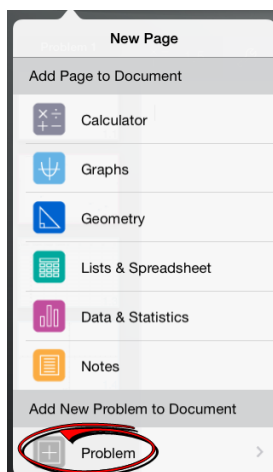 New Page
Add Page to Document
Calculator
Graphs
Geometry
Lists & Spreadsheet
Data & Statistics
Notes
Add New Problem to Document
Problem